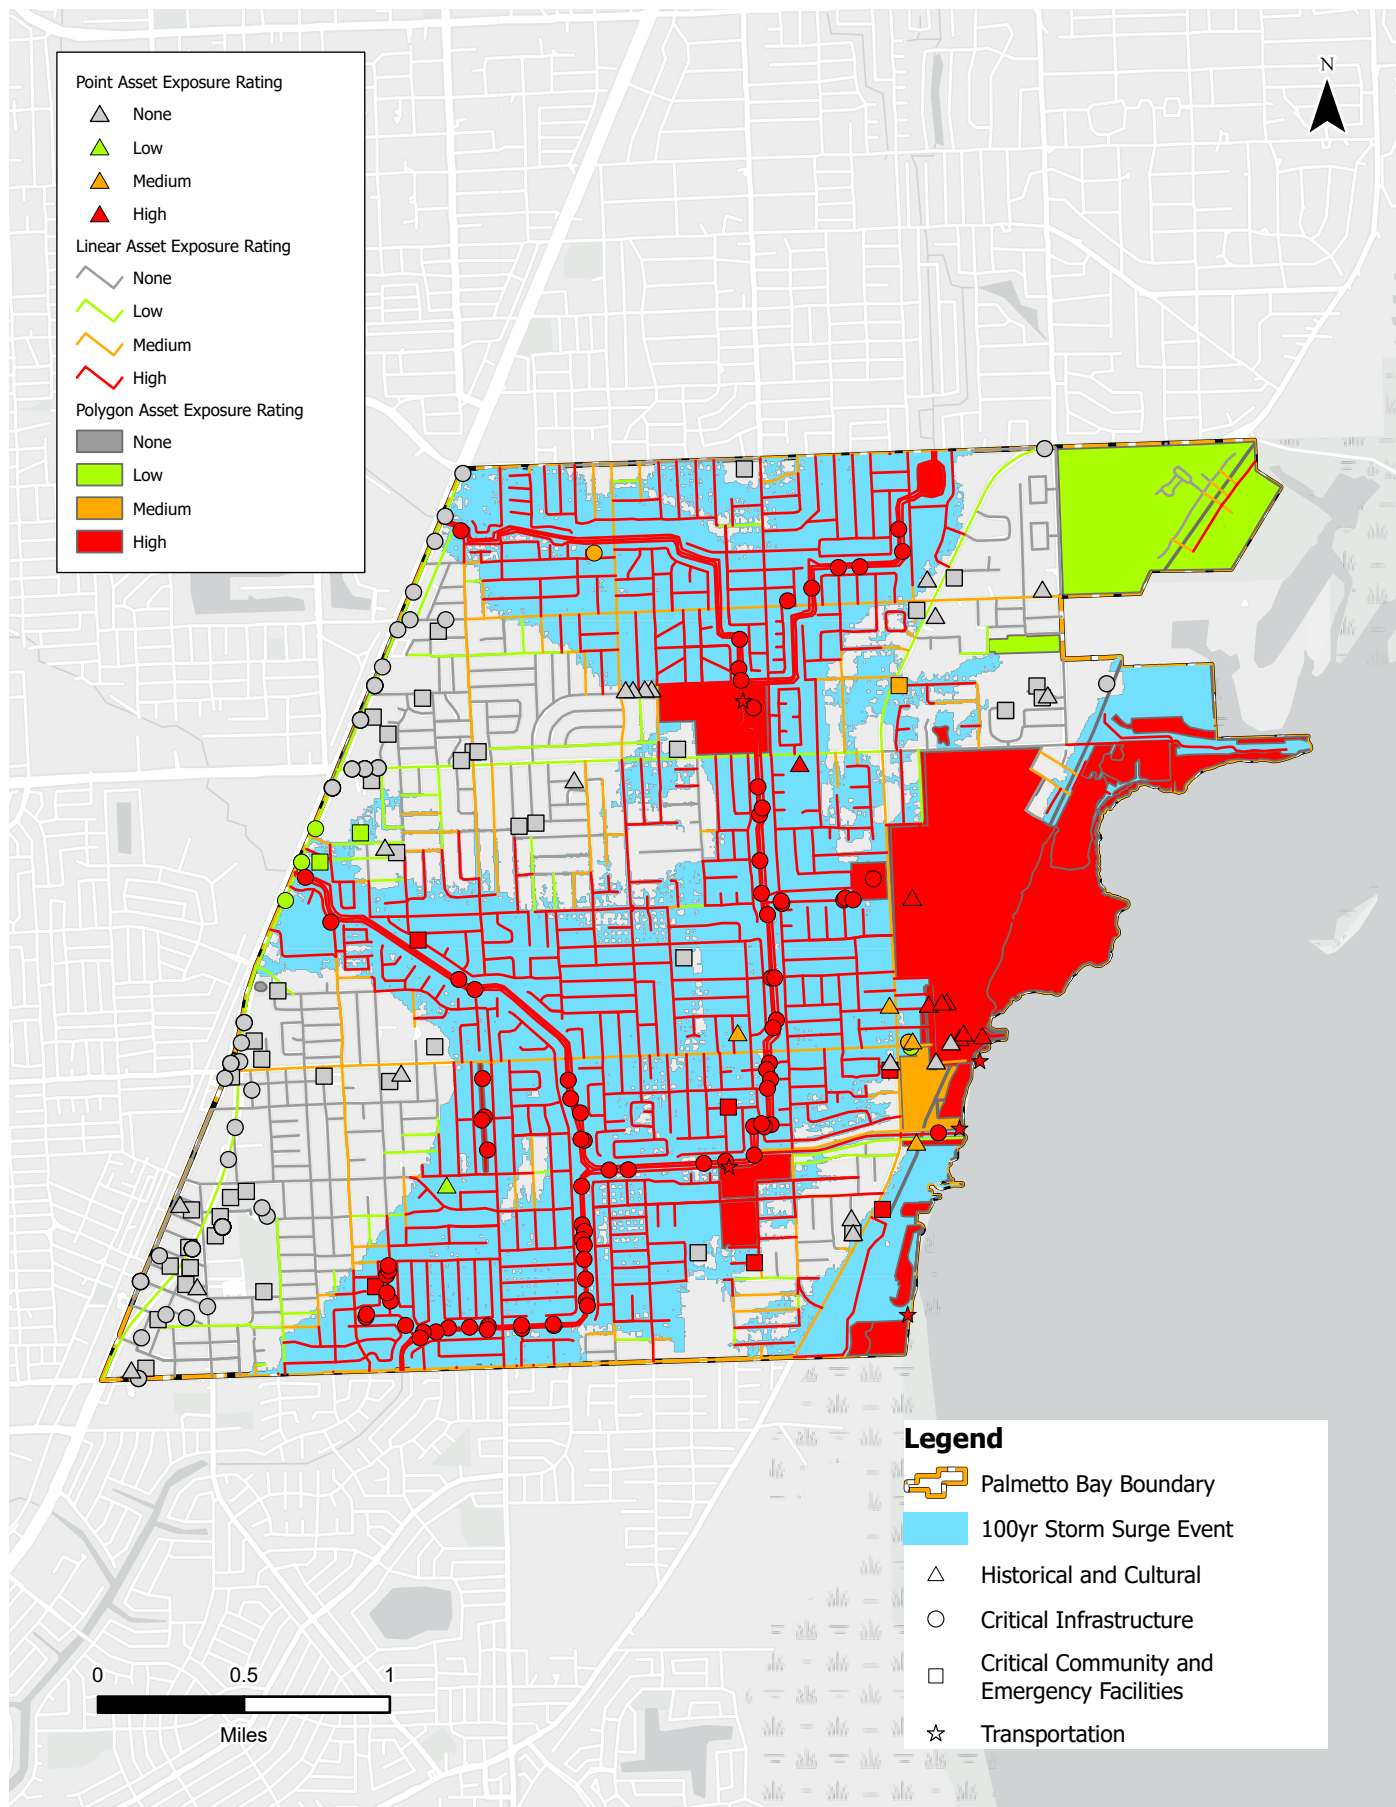 Point Asset Exposure Rating
None
Low
Medium
High
Linear Asset Exposure Rating
None
Low
Medium
High
Polygon Asset Exposure Rating
None
Low
Medium
High
N
Legend
Palmetto Bay Boundary
100yr Storm Surge Event
Historical and Cultural
Critical Infrastructure
Critical Community and
Emergency Facilities
Transportation
0 0.5 1
Miles